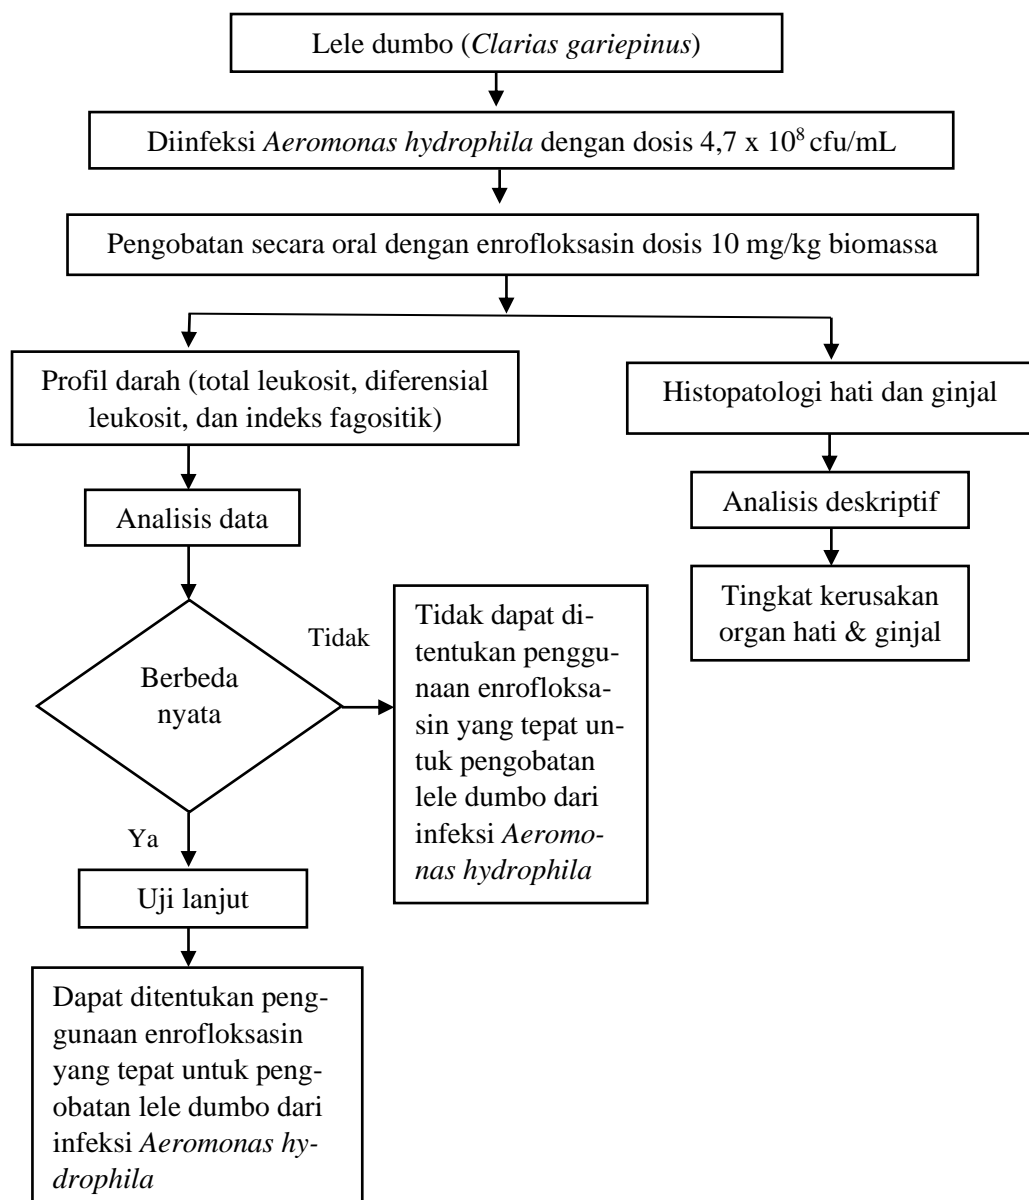 Lele dumbo (Clarias gariepinus)
Diinfeksi Aeromonas hydrophila dengan dosis 4,7 x 10⁸ cfu/mL
Pengobatan secara oral dengan enrofloksasin dosis 10 mg/kg biomassa
Profil darah (total leukosit, diferensial
leukosit, dan indeks fagositik)
Histopatologi hati dan ginjal
Analisis data
Analisis deskriptif
Tingkat kerusakan
organ hati & ginjal
Berbeda
nyata
Tidak
Tidak dapat di-
tentukan penggu-
naan enrofloksa-
sin yang tepat un-
tuk pengobatan
lele dumbo dari
infeksi Aeromo-
nas hydrophila
Ya
Uji lanjut
Dapat ditentukan peng-
gunaan enrofloksasin
yang tepat untuk peng-
obatan lele dumbo dari
infeksi Aeromonas hy-
drophila